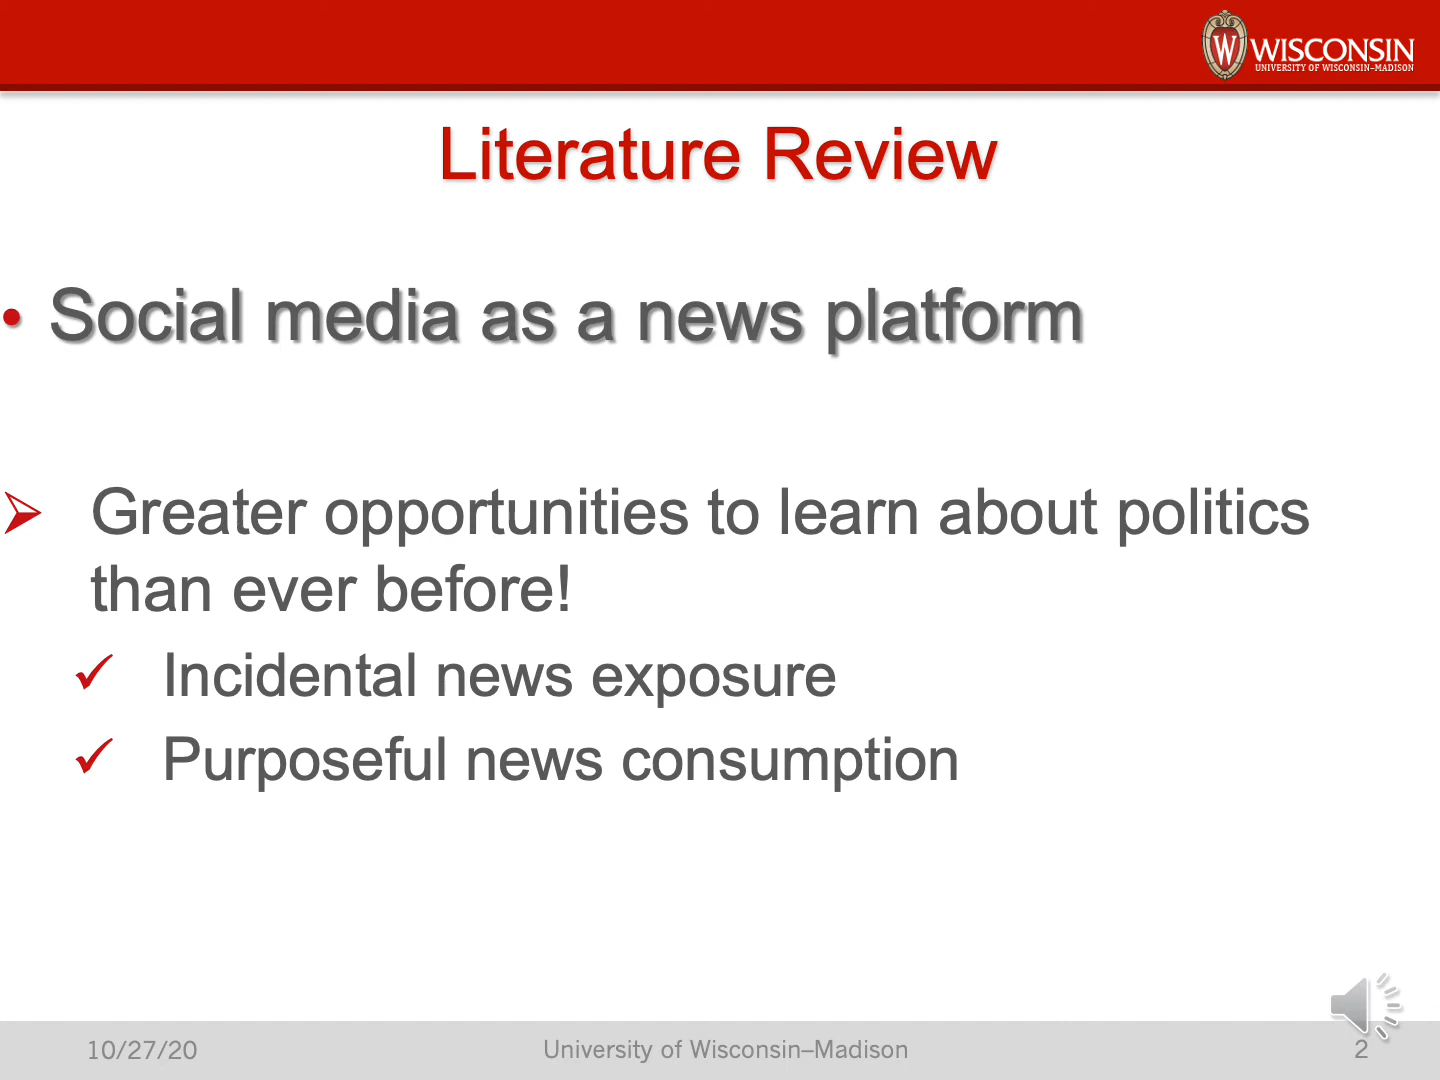 WISCONSIN
UNIVERSITY OF WISCONSIN–MADISON
Literature Review
• Social media as a news platform
➢ Greater opportunities to learn about politics
than ever before!
✓ Incidental news exposure
✓ Purposeful news consumption
10/27/20 University of Wisconsin–Madison 2